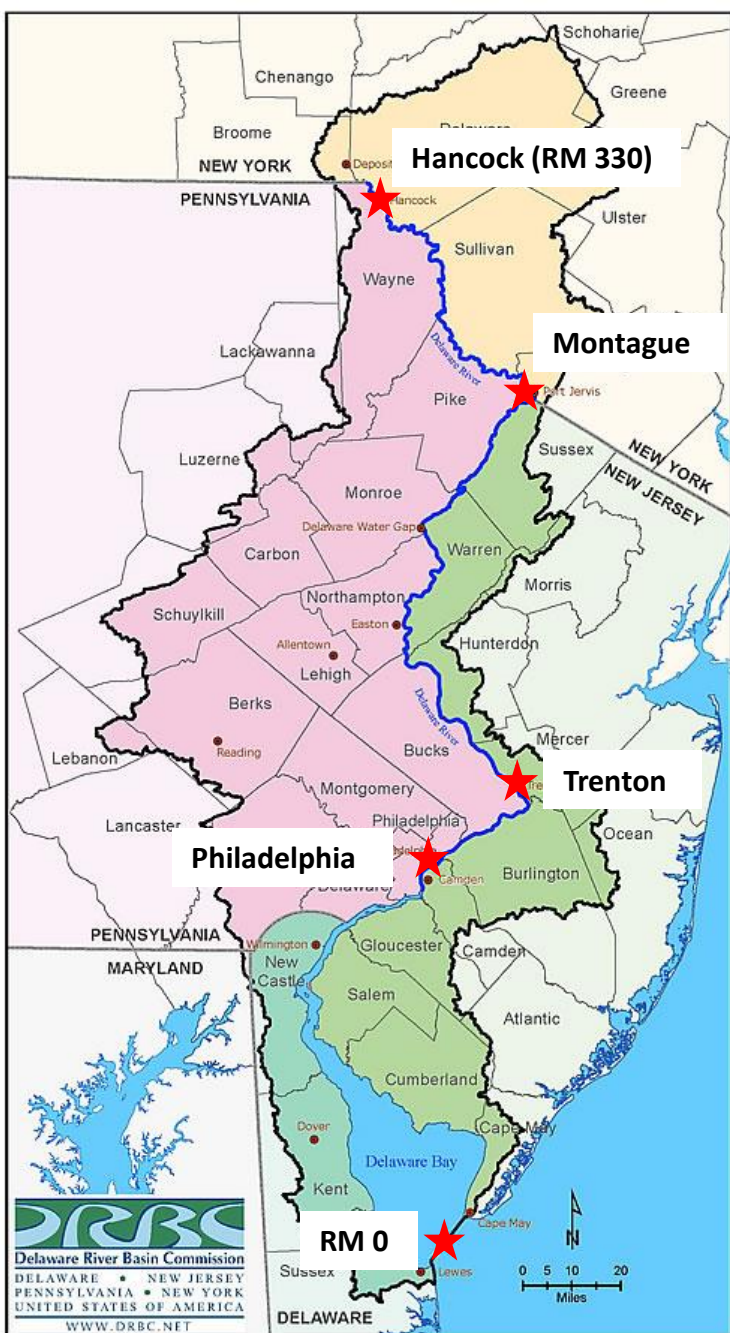 Schoharie
Chenango
Greene
Broome
Hancock (RM 330)
NEW YORK
Deposit
PENNSYLVANIA
Hancock
Ulster
Sullivan
Wayne
Montague
Lackawanna
Delaware River
Port Jervis
Pike
Sussex
NEW YORK
NEW JERSEY
Luzerne
Monroe
Delaware Water Gap
Warren
Carbon
Morris
Northampton
Schuylkill
Easton
Hunterdon
Allentown
Lehigh
Berks
Delaware River
Mercer
Bucks
Reading
Lebanon
Trenton
Montgomery
Lancaster
Philadelphia
Ocean
Philadelphia
Camden
Burlington
Delaware
PENNSYLVANIA
Wilmington
Gloucester
Camden
MARYLAND
New
Castle
Salem
Atlantic
Cumberland
Dover
Cape May
Delaware Bay
Kent
Cape May
RM 0
N
Lewes
Sussex
0 5 10 20
Miles
DELAWARE
DRBC
Delaware River Basin Commission
DELAWARE • NEW JERSEY
PENNSYLVANIA • NEW YORK
UNITED STATES OF AMERICA
WWW.DRBC.NET